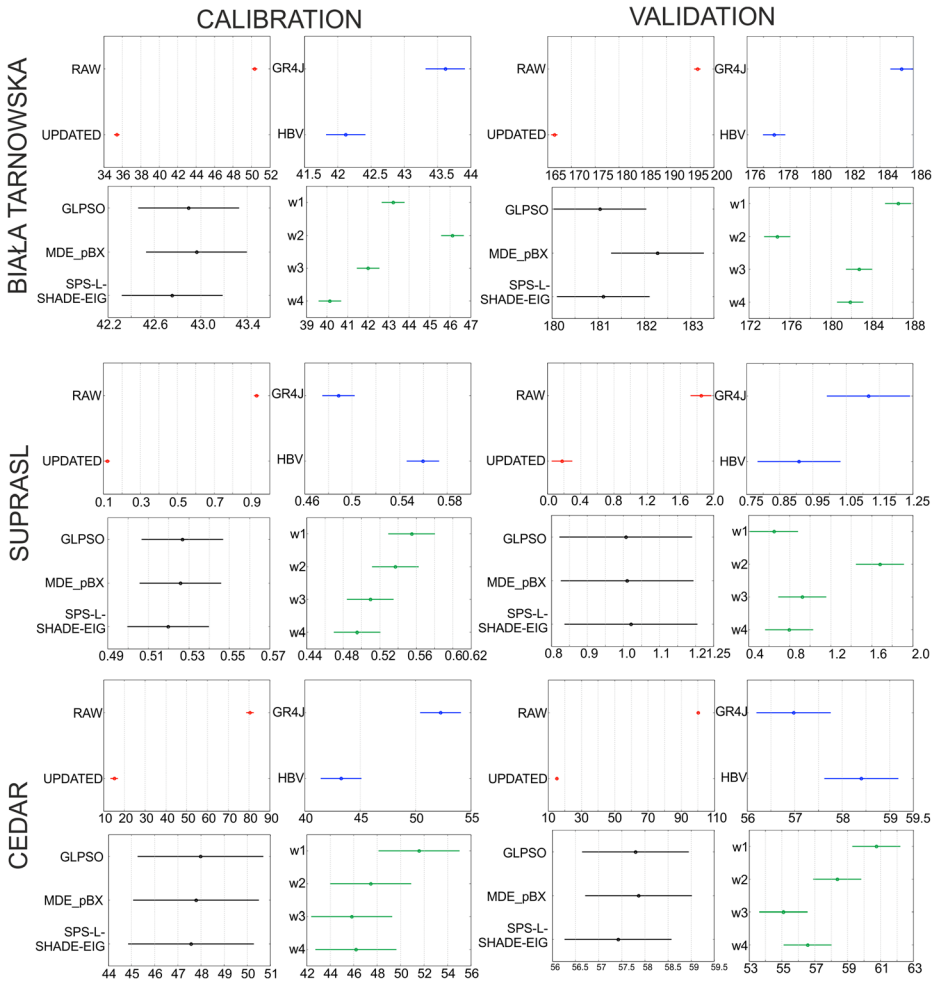 CALIBRATION VALIDATION
BIAŁA TARNOWSKA
RAW
UPDATED
34 36 38 40 42 44 46 48 50 52
GR4J
HBV
41.5 42 42.5 43 43.5 44
RAW
UPDATED
165 170 175 180 185 190 195 200
GR4J
HBV
176 178 180 182 184 186
GLPSO
MDE_pBX
SPS-L-
SHADE-EIG
42.2 42.6 43.0 43.4
w1
w2
w3
w4
39 40 41 42 43 44 45 46 47
GLPSO
MDE_pBX
SPS-L-
SHADE-EIG
180 181 182 183
w1
w2
w3
w4
172 176 180 184 188
SUPRASL
RAW
UPDATED
0.1 0.3 0.5 0.7 0.9
GR4J
HBV
0.46 0.5 0.56 0.6
RAW
UPDATED
0.0 0.4 0.8 1.2 1.6 2.0
GR4J
HBV
0.75 0.85 0.95 1.05 1.15 1.25
GLPSO
MDE_pBX
SPS-L-
SHADE-EIG
0.49 0.51 0.53 0.55 0.57
w1
w2
w3
w4
0.44 0.48 0.52 0.56 0.60 0.62
GLPSO
MDE_pBX
SPS-L-
SHADE-EIG
0.8 0.9 1.0 1.1 1.2 1.25
w1
w2
w3
w4
0.4 0.8 1.2 1.6 2.0
CEDAR
RAW
UPDATED
10 20 30 40 50 60 70 80 90
GR4J
HBV
40 45 50 55
RAW
UPDATED
10 30 50 70 90 110
GR4J
HBV
56 57 58 59 59.5
GLPSO
MDE_pBX
SPS-L-
SHADE-EIG
44 45 46 47 48 49 50 51
w1
w2
w3
w4
42 44 46 48 50 52 54 56
GLPSO
MDE_pBX
SPS-L-
SHADE-EIG
56 56.5 57 57.5 58 58.5 59 59.5
w1
w2
w3
w4
53 55 57 59 61 63